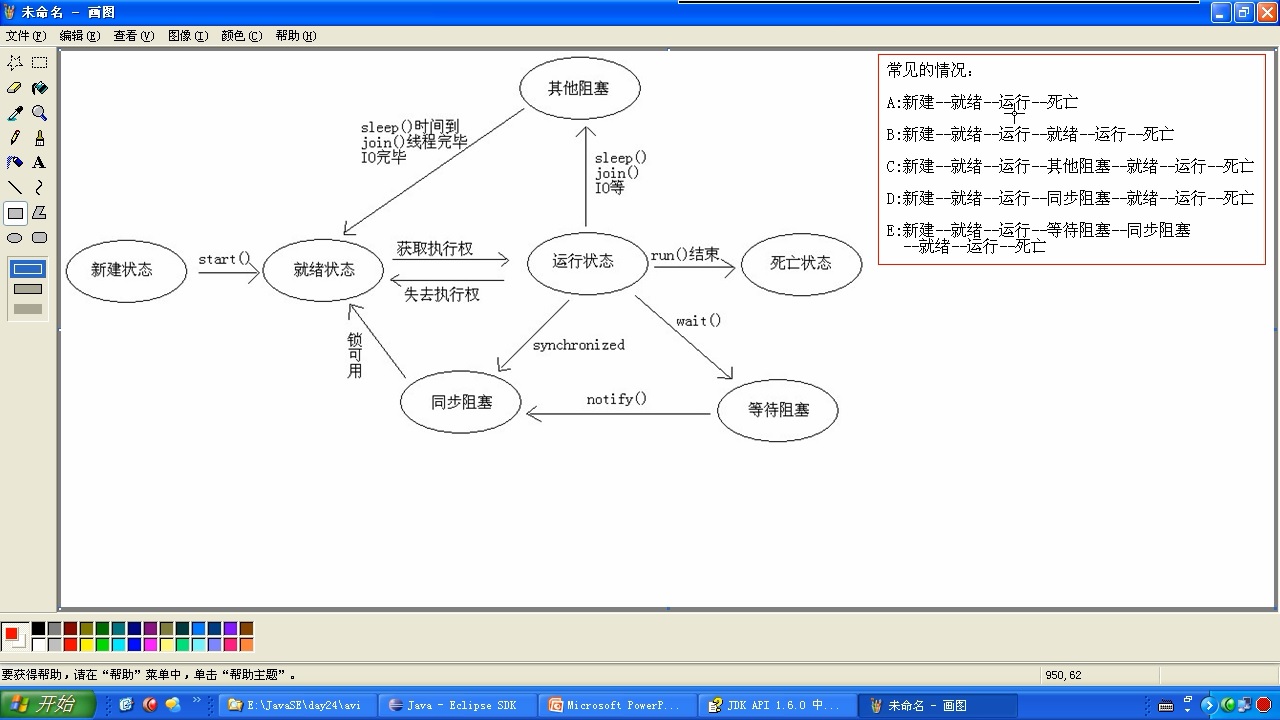 未命名 - 画图
文件(F) 编辑(E) 查看(V) 图像(I) 颜色(C) 帮助(H)
其他阻塞
sleep()时间到
join()线程完毕
IO完毕
sleep()
join()
IO等
新建状态
start()
就绪状态
获取执行权
失去执行权
运行状态
run()结束
死亡状态
锁
可
用
synchronized
wait()
同步阻塞
notify()
等待阻塞
常见的情况:
A:新建--就绪--运行--死亡
B:新建--就绪--运行--就绪--运行--死亡
C:新建--就绪--运行--其他阻塞--就绪--运行--死亡
D:新建--就绪--运行--同步阻塞--就绪--运行--死亡
E:新建--就绪--运行--等待阻塞--同步阻塞
--就绪--运行--死亡
要获得帮助,请在“帮助”菜单中,单击“帮助主题”。
950,62
开始
E:\JavaSE\day24\avi
Java - Eclipse SDK
Microsoft PowerP...
JDK API 1.6.0 中...
未命名 - 画图